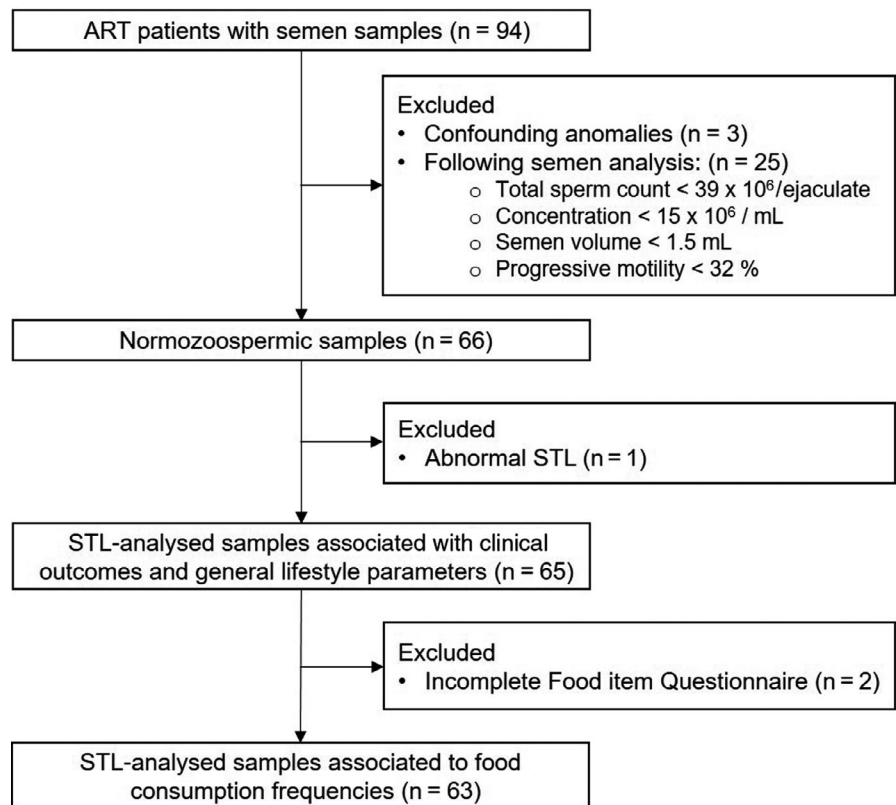 ART patients with semen samples (n = 94)
Excluded
• Confounding anomalies (n = 3)
• Following semen analysis: (n = 25)
o Total sperm count < 39 x 10⁶/ejaculate
o Concentration < 15 x 10⁶ / mL
o Semen volume < 1.5 mL
o Progressive motility < 32 %
Normozoospermic samples (n = 66)
Excluded
• Abnormal STL (n = 1)
STL-analysed samples associated with clinical
outcomes and general lifestyle parameters (n = 65)
Excluded
• Incomplete Food item Questionnaire (n = 2)
STL-analysed samples associated to food
consumption frequencies (n = 63)